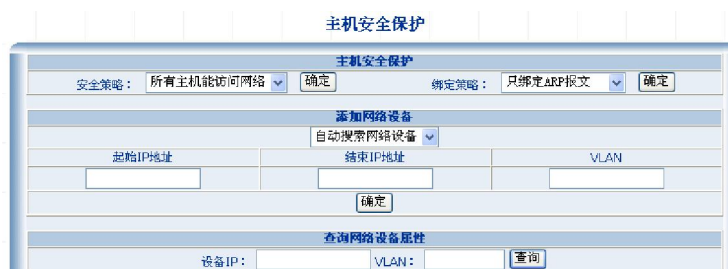 主机安全保护
主机安全保护
安全策略： 所有主机能访问网络 确定 绑定策略： 只绑定ARP报文 确定
添加网络设备
自动搜索网络设备
起始IP地址 结束IP地址 VLAN
确定
查询网络设备属性
设备IP： VLAN： 查询